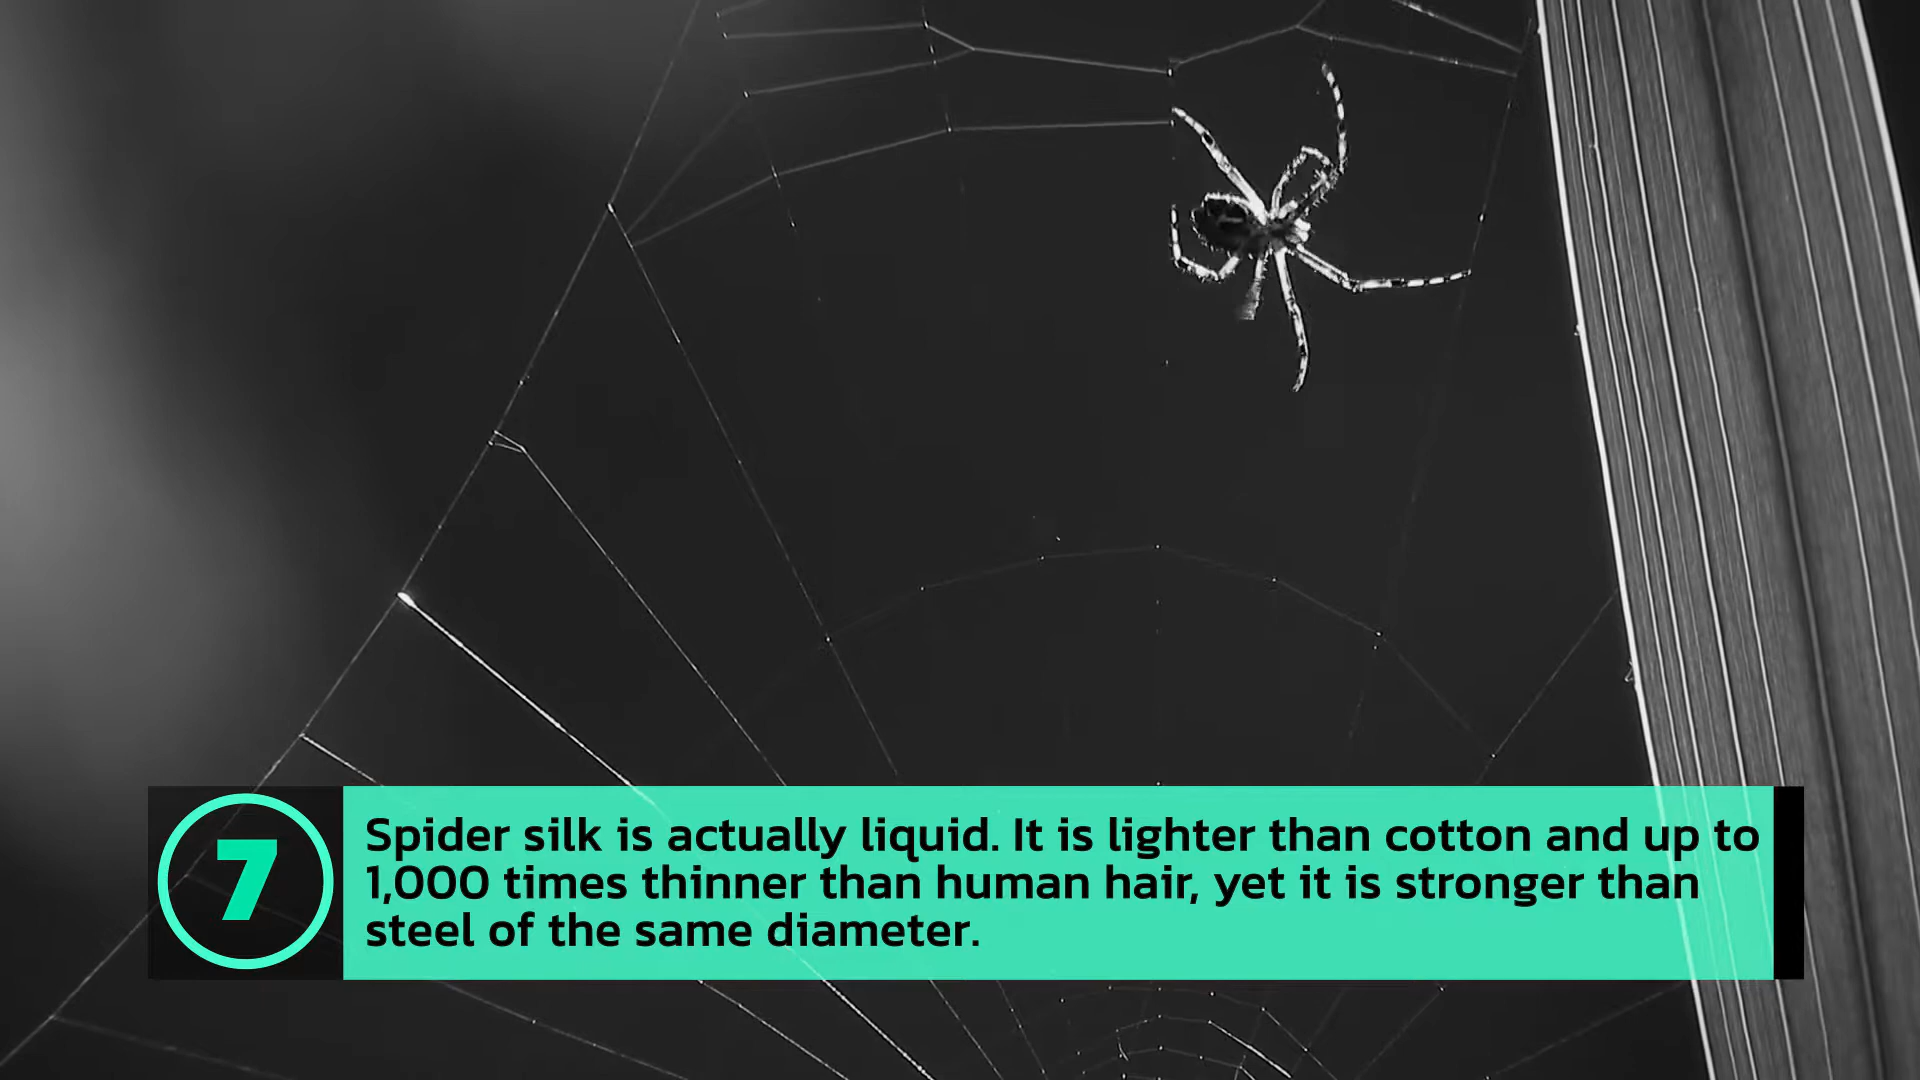 7
Spider silk is actually liquid. It is lighter than cotton and up to
1,000 times thinner than human hair, yet it is stronger than
steel of the same diameter.